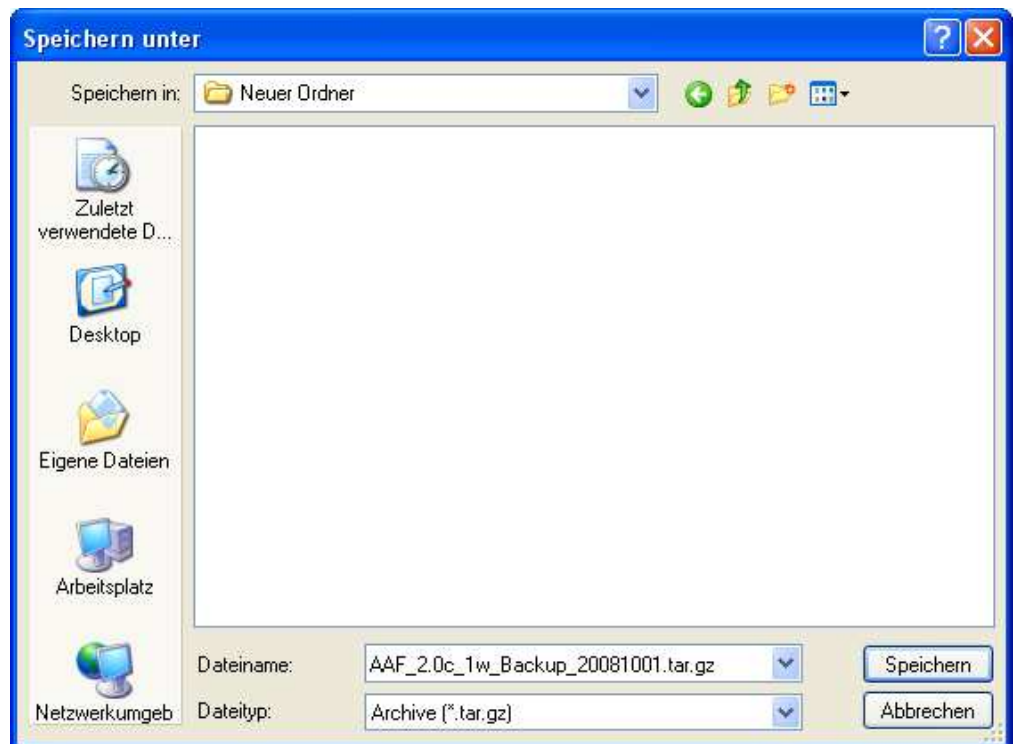 Speichern unter
Speichern in: Neuer Ordner
Zuletzt
verwendete D...
Desktop
Eigene Dateien
Arbeitsplatz
Netzwerkumgeb
Dateiname: AAF_2.0c_1w_Backup_20081001.tar.gz Speichern
Dateityp: Archive (*.tar.gz) Abbrechen